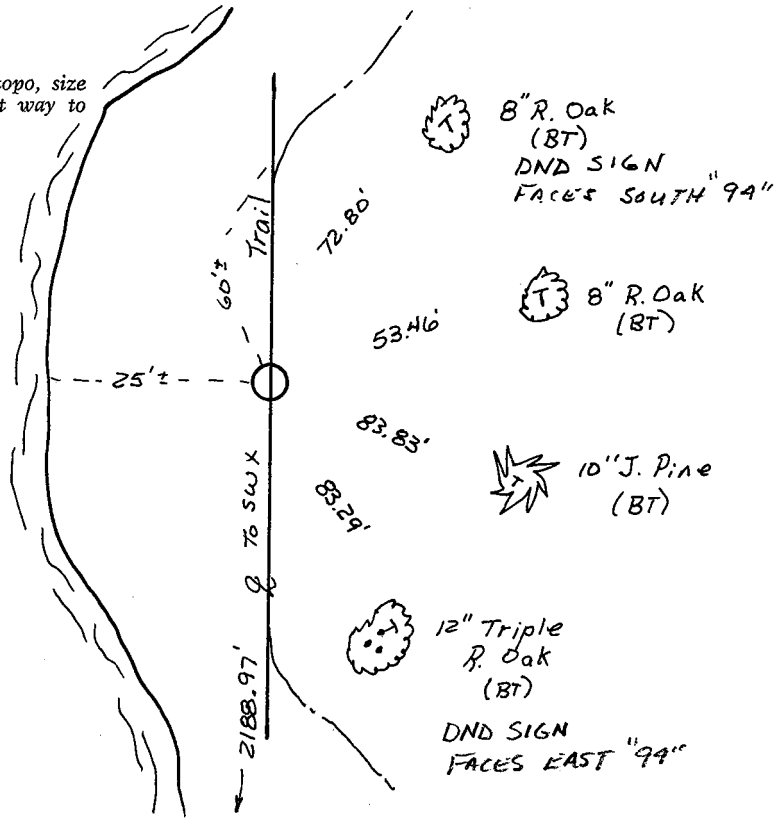 topo, size
t way to
8" R. Oak
(BT)
DND SIGN
FACES SOUTH "94"
T
72.80'
Trail
60'±
8" R. Oak
(BT)
T
53.46'
25'±
83.83'
10" J. Pine
(BT)
T
83.29'
To SWX
2188.97'
12" Triple
R. Oak
(BT)
T
DND SIGN
FACES EAST "94"